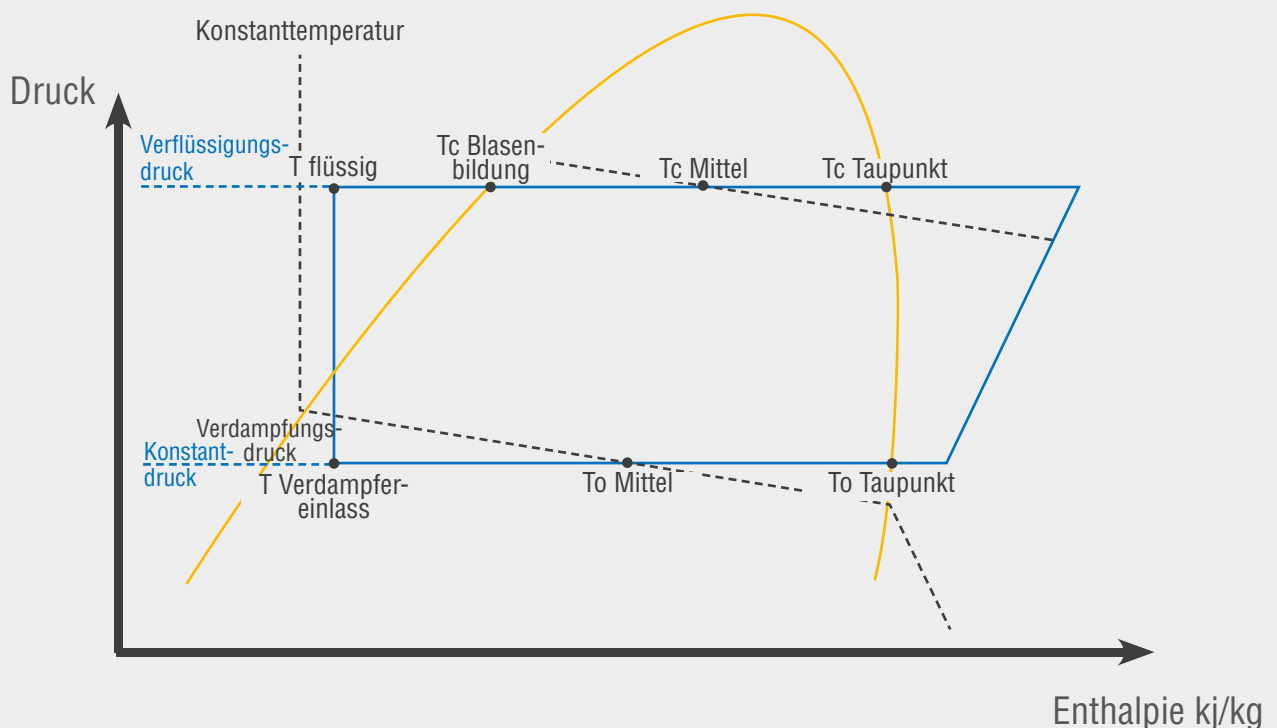 Konstanttemperatur
Druck
Verflüssigungs-
druck
T flüssig
Tc Blasen-
bildung
Tc Mittel
Tc Taupunkt
Verdampfungs-
druck
Konstant-
druck
T Verdampfer-
einlass
To Mittel
To Taupunkt
Enthalpie kj/kg